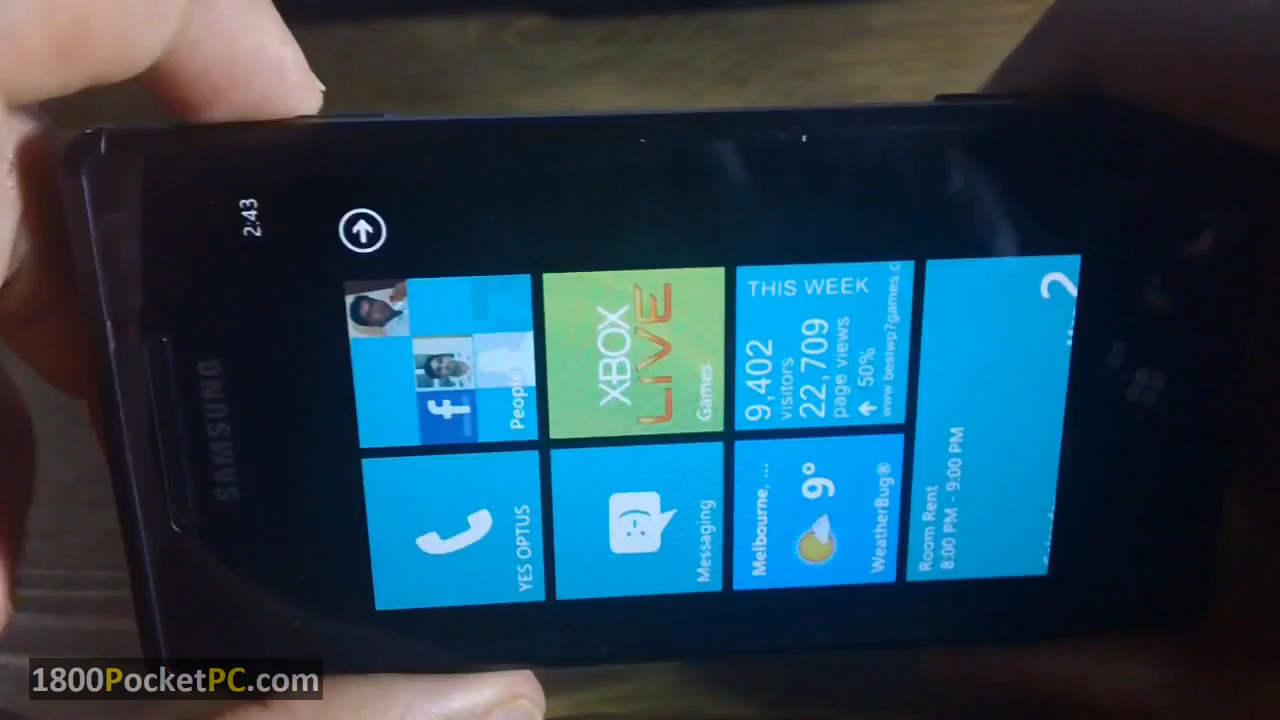 SAMSUNG
2:43
YES OPTUS
f
People
Messaging
XBOX
LIVE
Games
Melbourne, ...
9°
WeatherBug®
THIS WEEK
9,402
visitors
22,709
page views
50%
www.bestwp7games.c
Room Rent
8:00 PM - 9:00 PM
2
1800PocketPC.com